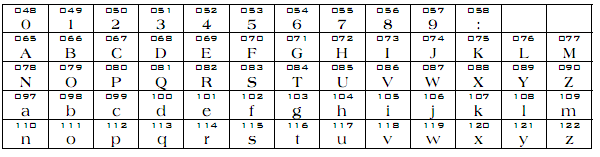 048 049 050 051 052 053 054 055 056 057 058
0 1 2 3 4 5 6 7 8 9 :
065 066 067 068 069 070 071 072 073 074 075 076 077
A B C D E F G H I J K L M
078 079 080 081 082 083 084 085 086 087 088 089 090
N O P Q R S T U V W X Y Z
097 098 099 100 101 102 103 104 105 106 107 108 109
a b c d e f g h i j k l m
110 111 112 113 114 115 116 117 118 119 120 121 122
n o p q r s t u v w x y z